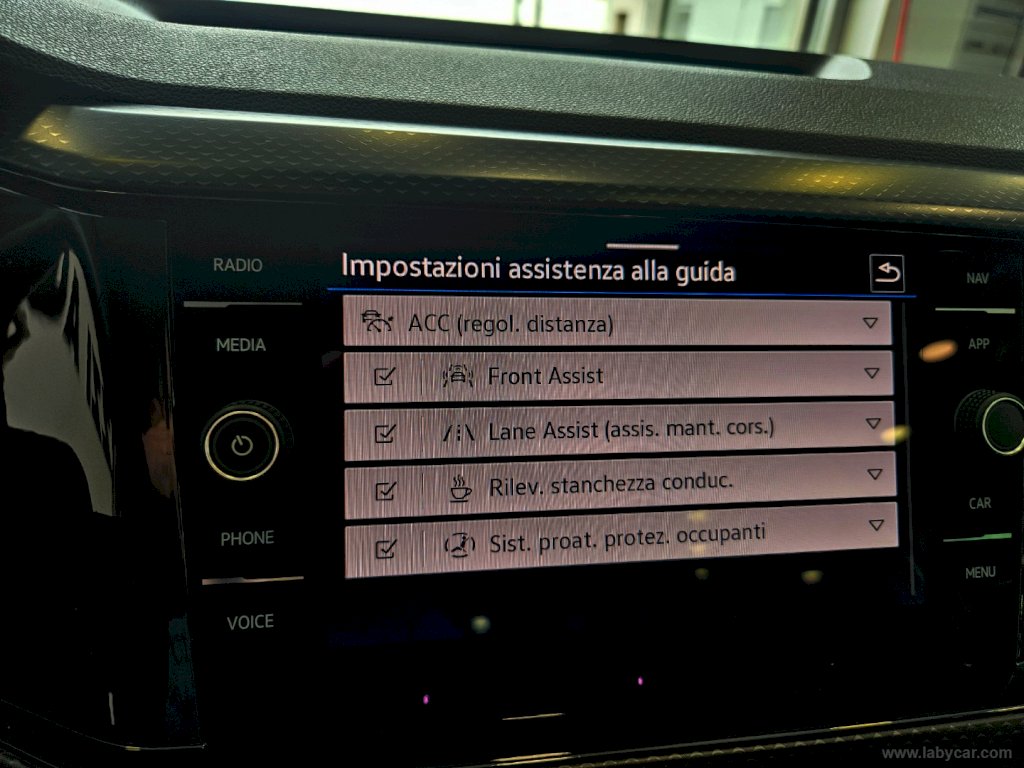 RADIO
MEDIA
PHONE
VOICE
Impostazioni assistenza alla guida
ACC (regol. distanza)
Front Assist
Lane Assist (assis. mant. cors.)
Rilev. stanchezza conduc.
Sist. proat. protez. occupanti
NAV
APP
CAR
MENU
www.labycar.com